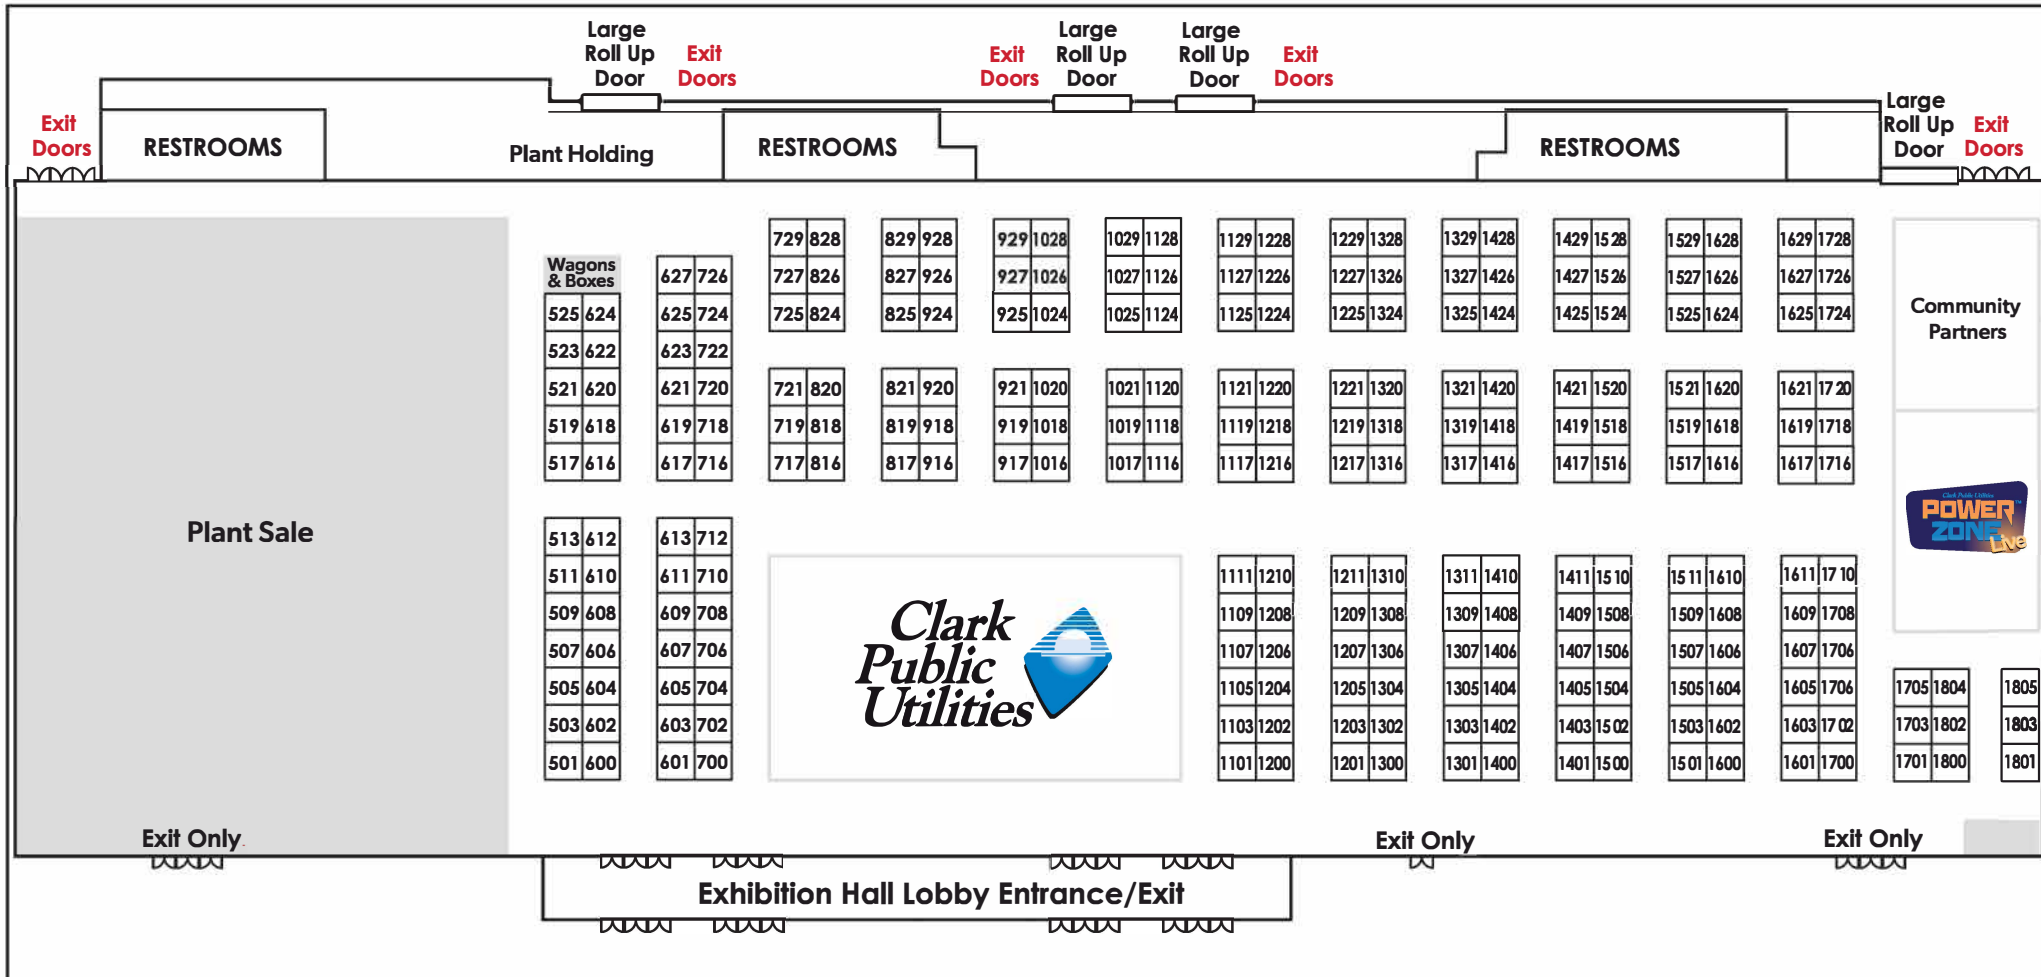 Large
Roll Up
Door
Exit
Doors
Exit
Doors
Large
Roll Up
Door
Large
Roll Up
Door
Exit
Doors
Large
Roll Up
Door
Exit
Doors
Exit
Doors
RESTROOMS
Plant Holding
RESTROOMS
RESTROOMS
729 828 829 928 929 1028 1029 1128 1129 1228 1229 1328 1329 1428 1429 1528 1529 1628 1629 1728
Wagons
& Boxes
627 726 727 826 827 926 927 1026 1027 1126 1127 1226 1227 1326 1327 1426 1427 1526 1527 1626 1627 1726
525 624 625 724 725 824 825 924 925 1024 1025 1124 1125 1224 1225 1324 1325 1424 1425 1524 1525 1624 1625 1724
Community
Partners
523 622 623 722
521 620 621 720 721 820 821 920 921 1020 1021 1120 1121 1220 1221 1320 1321 1420 1421 1520 1521 1620 1621 1720
519 618 619 718 719 818 819 918 919 1018 1019 1118 1119 1218 1219 1318 1319 1418 1419 1518 1519 1618 1619 1718
517 616 617 716 717 816 817 916 917 1016 1017 1116 1117 1216 1217 1316 1317 1416 1417 1516 1517 1616 1617 1716
Clark Public Utilities
POWER
ZONE
Live
Plant Sale
513 612 613 712
511 610 611 710 1111 1210 1211 1310 1311 1410 1411 1510 1511 1610 1611 1710
509 608 609 708 1109 1208 1209 1308 1309 1408 1409 1508 1509 1608 1609 1708
507 606 607 706 1107 1206 1207 1306 1307 1406 1407 1506 1507 1606 1607 1706
505 604 605 704 1105 1204 1205 1304 1305 1404 1405 1504 1505 1604 1605 1706 1705 1804 1805
503 602 603 702 1103 1202 1203 1302 1303 1402 1403 1502 1503 1602 1603 1702 1703 1802 1803
501 600 601 700 1101 1200 1201 1300 1301 1400 1401 1500 1501 1600 1601 1700 1701 1800 1801
Clark
Public
Utilities
Exit Only
Exit Only
Exit Only
Exhibition Hall Lobby Entrance/Exit